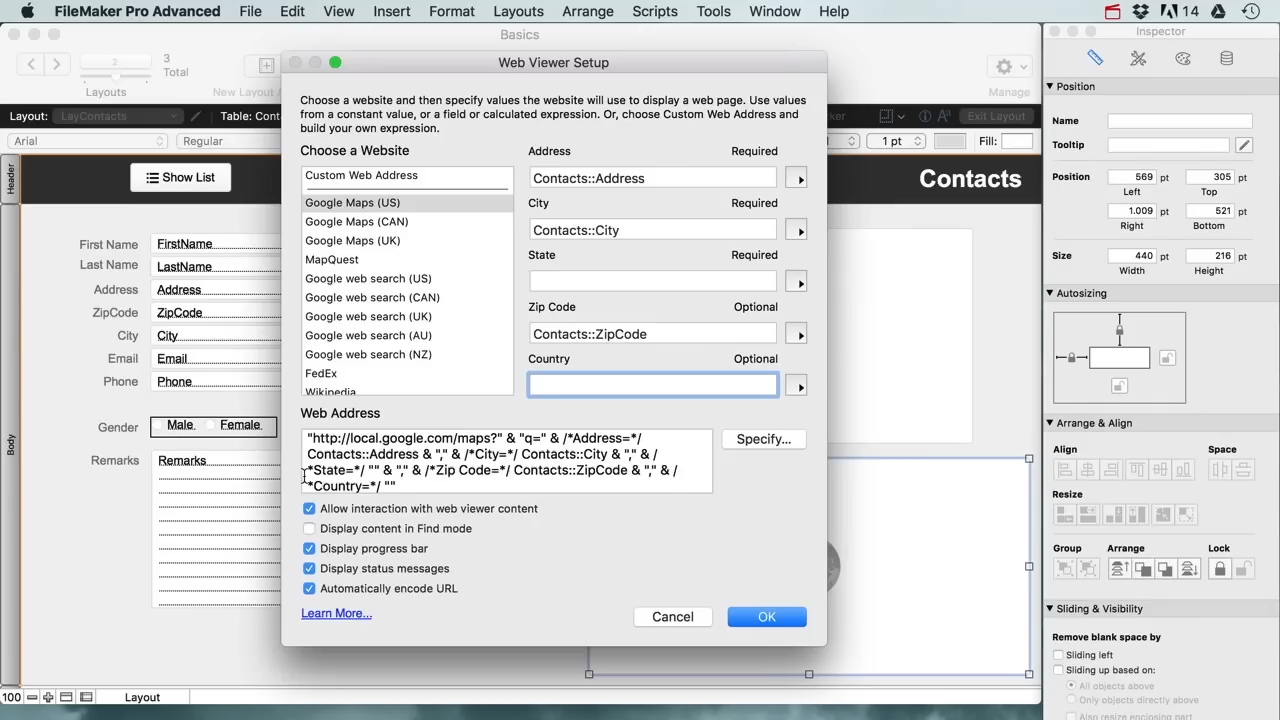 FileMaker Pro Advanced File Edit View Insert Format Layouts Arrange Scripts Tools Window Help 14
Basics
2
3
Total
Layouts
New Layout
Manage
Layout: LayContacts Table: Cont
Exit Layout
Arial Regular
1 pt Fill:
Header
Show List
Contacts
Body
First Name FirstName
Last Name LastName
Address Address
ZipCode ZipCode
City City
Email Email
Phone Phone
Gender Male Female
Remarks Remarks
100 Layout
Web Viewer Setup
Choose a website and then specify values the website will use to display a web page. Use values
from a constant value, or a field or calculated expression. Or, choose Custom Web Address and
build your own expression.
Choose a Website
Custom Web Address
Google Maps (US)
Google Maps (CAN)
Google Maps (UK)
MapQuest
Google web search (US)
Google web search (CAN)
Google web search (UK)
Google web search (AU)
Google web search (NZ)
FedEx
Wikipedia
Address Required
Contacts::Address
City Required
Contacts::City
State Required
Zip Code Optional
Contacts::ZipCode
Country Optional
Web Address
"http://local.google.com/maps?" & "q=" & /*Address=*/
Contacts::Address & "," & /*City=*/ Contacts::City & "," & /
*State=*/ "" & "," & /*Zip Code=*/ Contacts::ZipCode & "," & /
*Country=*/ ""
Specify...
Allow interaction with web viewer content
Display content in Find mode
Display progress bar
Display status messages
Automatically encode URL
Learn More...
Cancel OK
Inspector
Position
Name
Tooltip
Position 569 pt 305 pt
Left Top
1.009 pt 521 pt
Right Bottom
Size 440 pt 216 pt
Width Height
Autosizing
Arrange & Align
Align Space
Resize
Group Arrange Lock
Sliding & Visibility
Remove blank space by
Sliding left
Sliding up based on:
All objects above
Only objects directly above
Also resize enclosing part